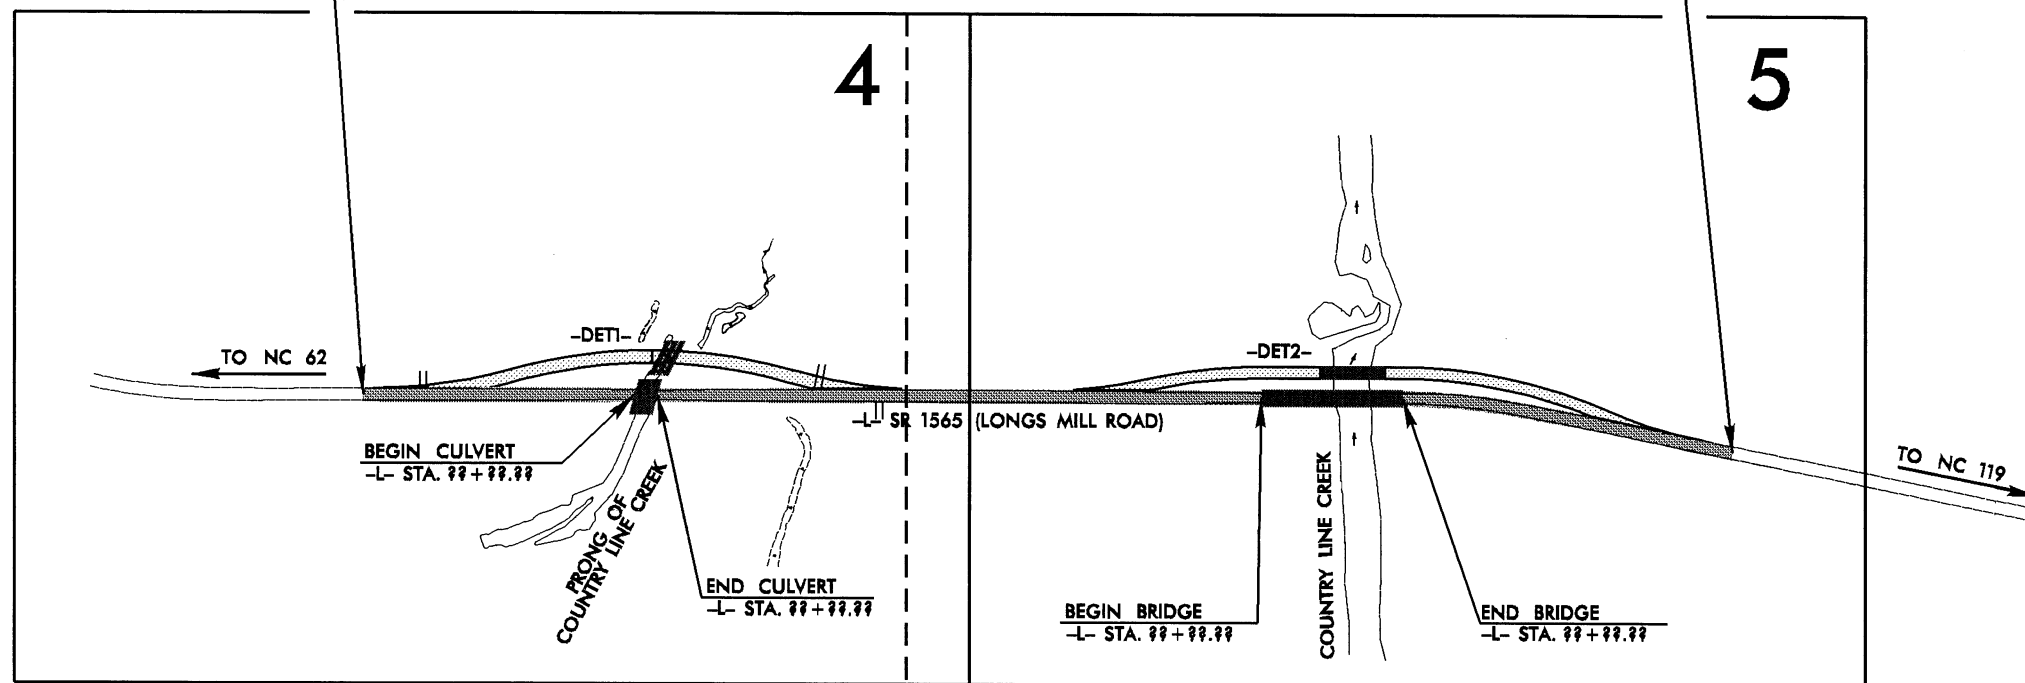 4
5
-DET1-
TO NC 62
-DET2-
-L- SR 1565 (LONGS MILL ROAD)
BEGIN CULVERT
-L- STA. ??+??.??
TO NC 119
PRONG OF
COUNTRY LINE CREEK
END CULVERT
-L- STA. ??+??.??
COUNTRY LINE CREEK
BEGIN BRIDGE
-L- STA. ??+??.??
END BRIDGE
-L- STA. ??+??.??